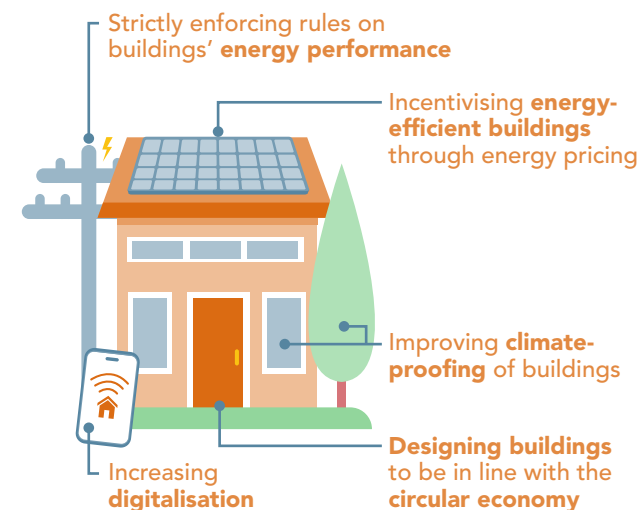 Strictly enforcing rules on
buildings’ energy performance
Incentivising energy-
efficient buildings
through energy pricing
Improving climate-
proofing of buildings
Designing buildings
to be in line with the
circular economy
Increasing
digitalisation